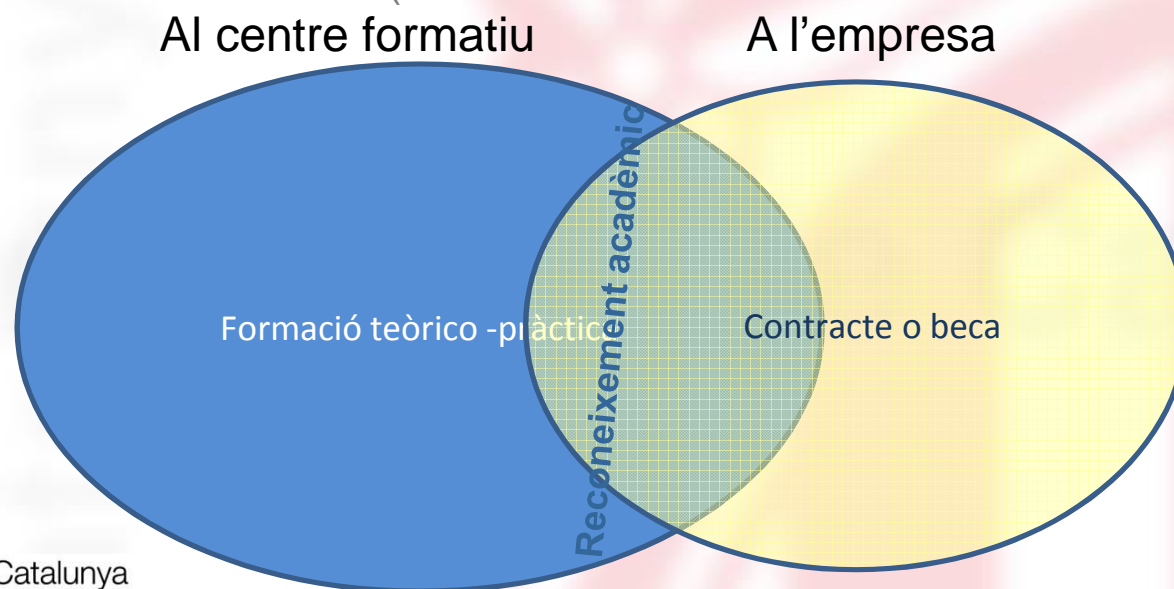 Al centre formatiu
A l'empresa
Reconeixement acadèmic
Formació teòrico -pràctica
Contracte o beca
Catalunya